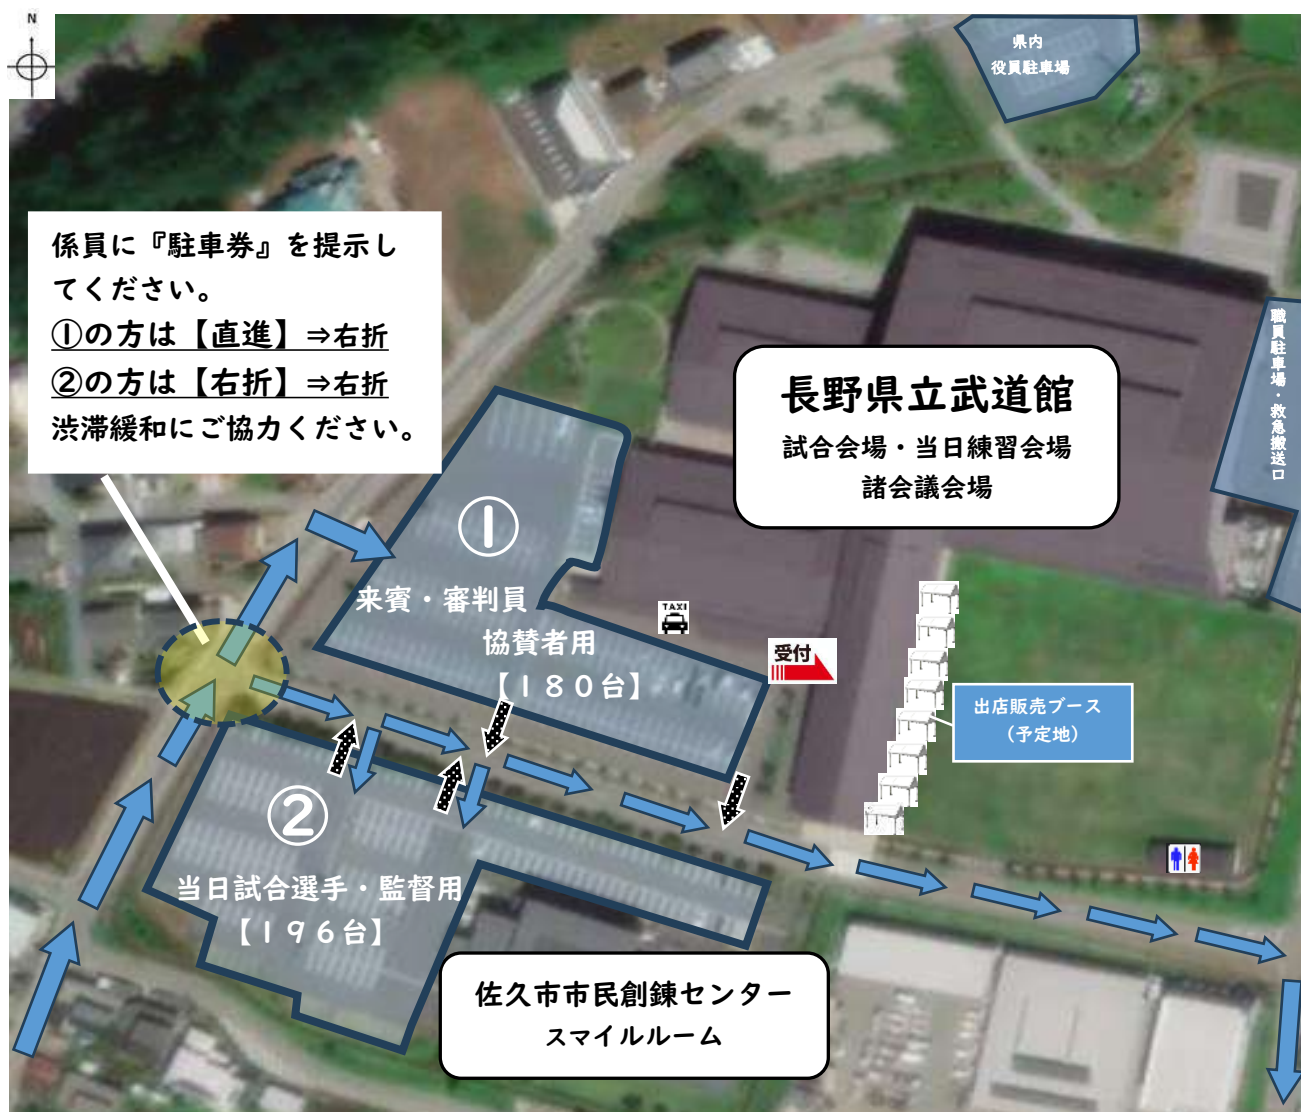 N
県内
役員駐車場
係員に『駐車券』を提示し
てください。
①の方は【直進】⇒右折
②の方は【右折】⇒右折
渋滞緩和にご協力ください。
職員駐車場・救急搬送口
長野県立武道館
試合会場・当日練習会場
諸会議会場
①
来賓・審判員
協賛者用
【180台】
TAXI
受付
出店販売ブース
（予定地）
②
当日試合選手・監督用
【196台】
佐久市市民創錬センター
スマイルルーム